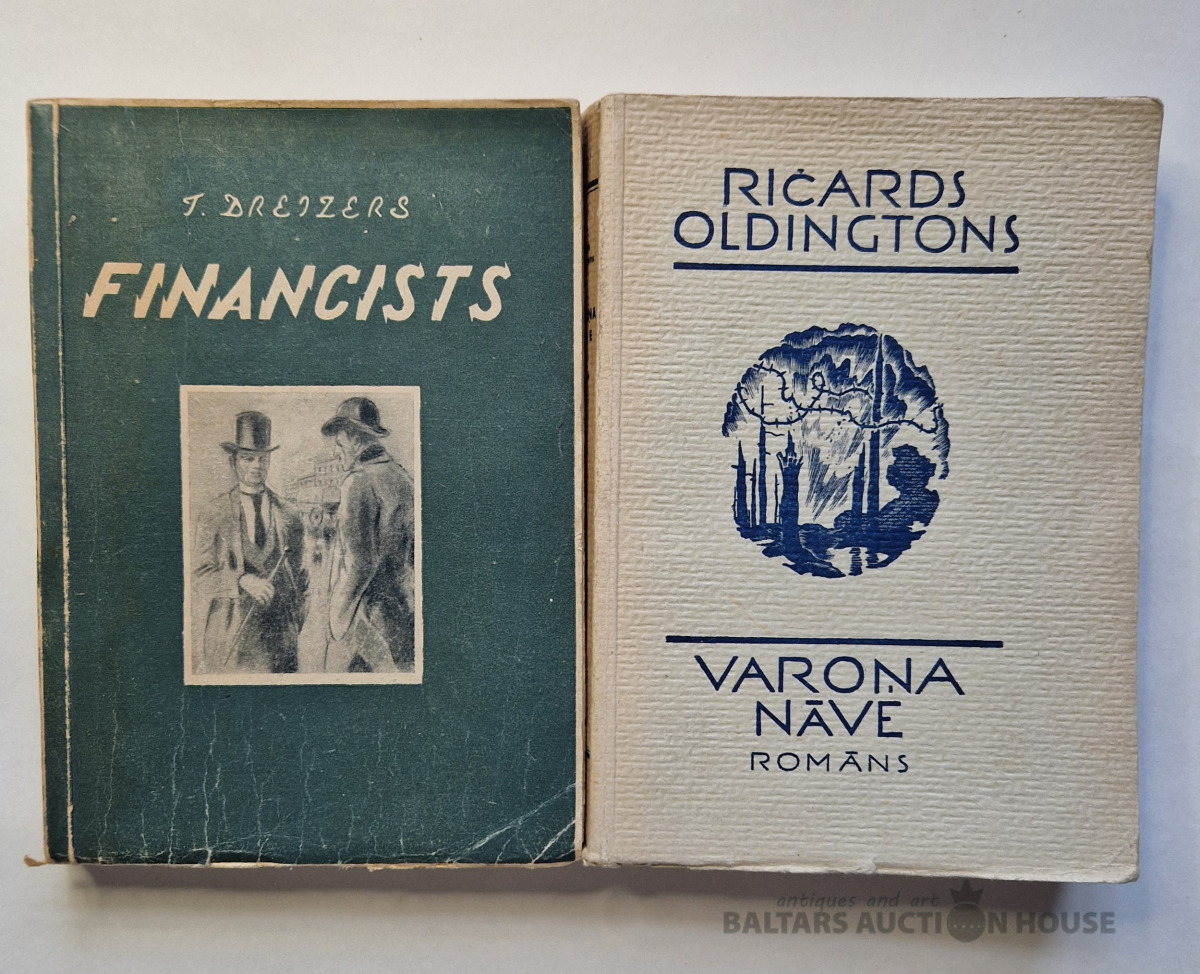 T. DREIZERS
FINANCISTS
RIČARDS
OLDINGTONS
VAROŅA
NĀVE
ROMĀNS
antiques and art
BALTARS AUCTION HOUSE